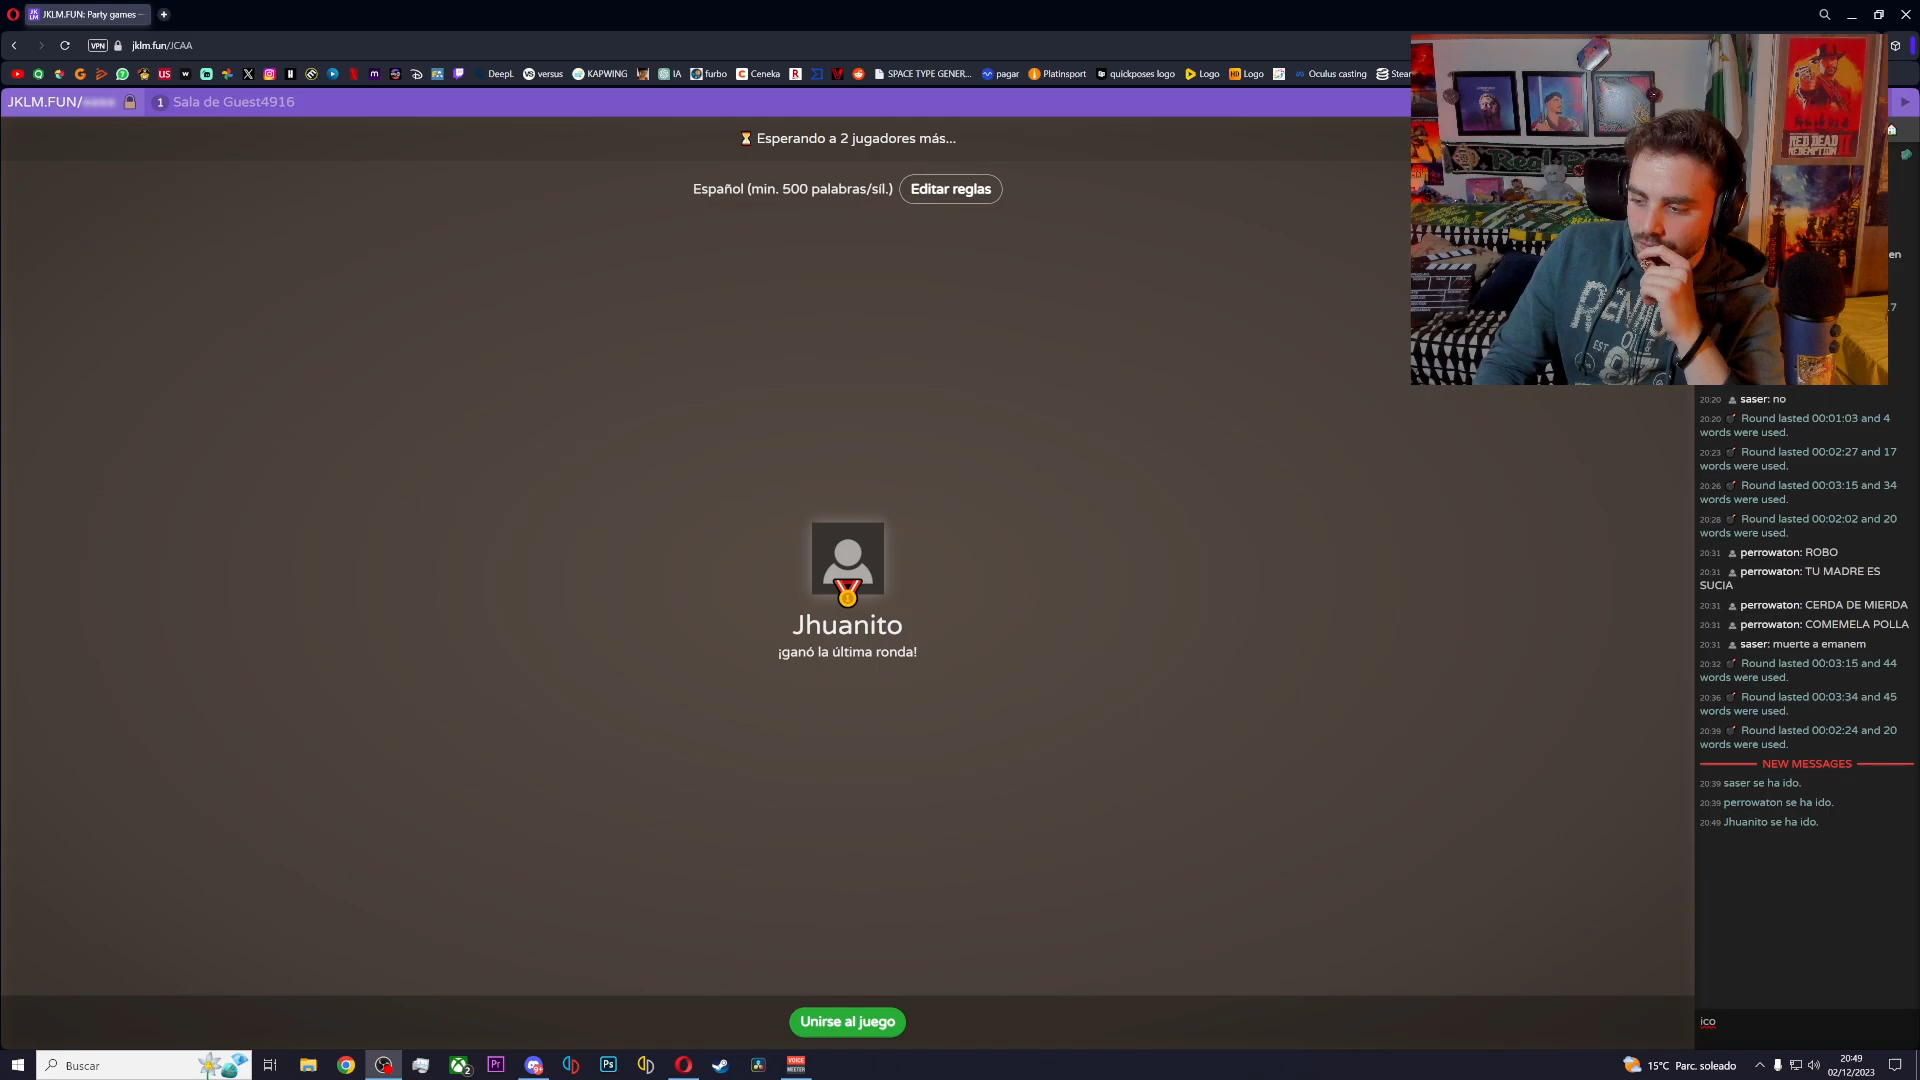 JKLM.FUN: Party games
VPN jklm.fun/JCAA
DeepL versus KAPWING IA furbo Ceneka SPACE TYPE GENER... pagar Platinsport quickposes logo Logo Logo Oculus casting Stear
JKLM.FUN/
1 Sala de Guest4916
Esperando a 2 jugadores más...
Español (min. 500 palabras/síl.) Editar reglas
RED DEAD
REDEMPTION II
en
7
Jhuanito
¡ganó la última ronda!
20:20 saser: no
20:20 Round lasted 00:01:03 and 4
words were used.
20:23 Round lasted 00:02:27 and 17
words were used.
20:26 Round lasted 00:03:15 and 34
words were used.
20:28 Round lasted 00:02:02 and 20
words were used.
20:31 perrowaton: ROBO
20:31 perrowaton: TU MADRE ES
SUCIA
20:31 perrowaton: CERDA DE MIERDA
20:31 perrowaton: COMEMELA POLLA
20:31 saser: muerte a emanem
20:32 Round lasted 00:03:15 and 44
words were used.
20:36 Round lasted 00:03:34 and 45
words were used.
20:39 Round lasted 00:02:24 and 20
words were used.
NEW MESSAGES
20:39 saser se ha ido.
20:39 perrowaton se ha ido.
20:49 Jhuanito se ha ido.
ico
Unirse al juego
Buscar
15°C Parc. soleado
20:49
02/12/2023